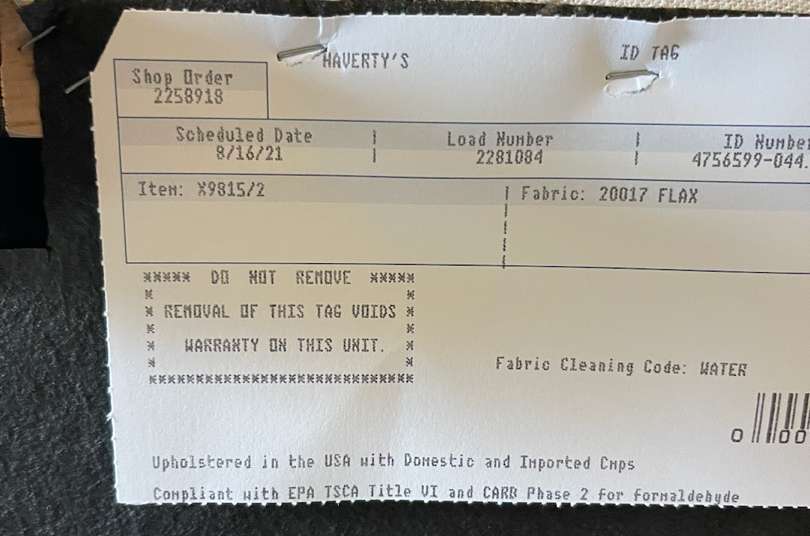 HAVERTY'S ID TAG
Shop Order
2258918
Scheduled Date | Load Number | ID Number
8/16/21 | 2281084 | 4756599-044.
Item: X9815/2 | Fabric: 20017 FLAX
***** DO NOT REMOVE *****
* REMOVAL OF THIS TAG VOIDS *
* WARRANTY ON THIS UNIT. *
*****************************
Fabric Cleaning Code: WATER
0 00
Upholstered in the USA with Domestic and Imported Cmps
Compliant with EPA TSCA Title VI and CARB Phase 2 for formaldehyde